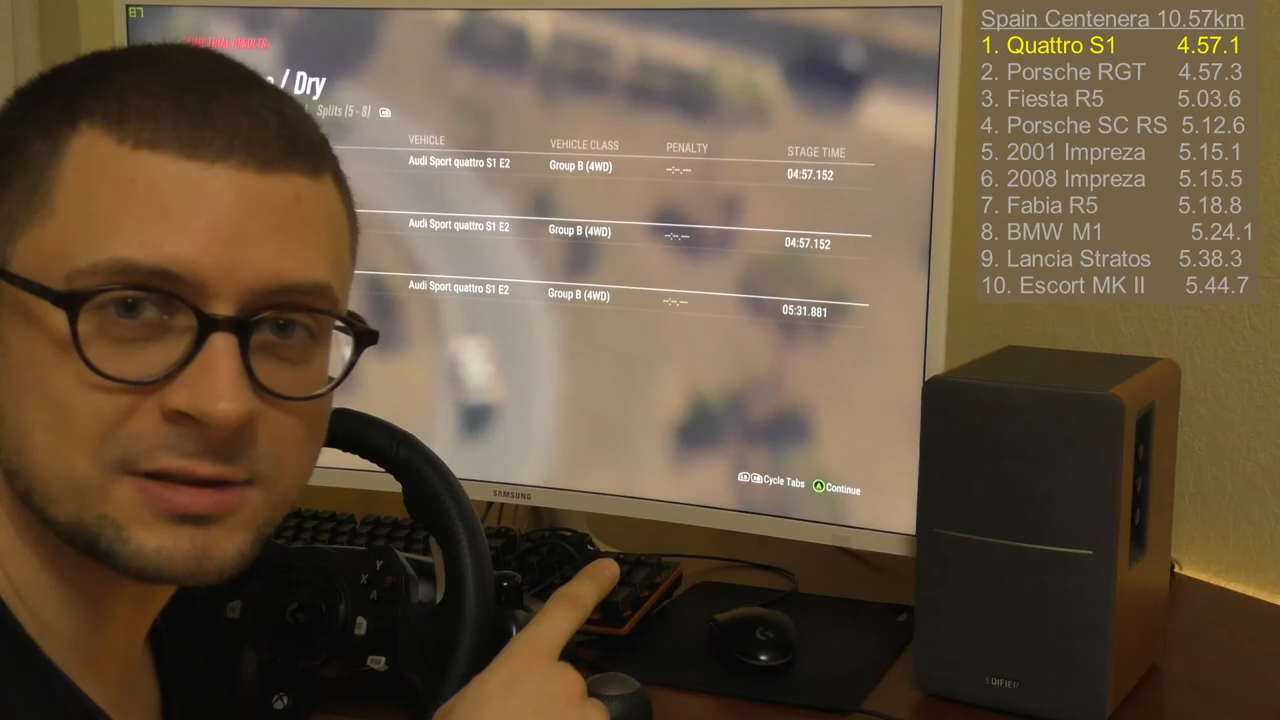 87
TIME TRIAL RESULTS
/ Dry
Splits (5 - 8)
VEHICLE VEHICLE CLASS PENALTY STAGE TIME
Audi Sport quattro S1 E2 Group B (4WD) --:--.--- 04:57.152
Audi Sport quattro S1 E2 Group B (4WD) --:--.--- 04:57.152
Audi Sport quattro S1 E2 Group B (4WD) --:--.--- 05:31.881
Cycle Tabs A Continue
SAMSUNG
Spain Centenera 10.57km
1. Quattro S1 4.57.1
2. Porsche RGT 4.57.3
3. Fiesta R5 5.03.6
4. Porsche SC RS 5.12.6
5. 2001 Impreza 5.15.1
6. 2008 Impreza 5.15.5
7. Fabia R5 5.18.8
8. BMW M1 5.24.1
9. Lancia Stratos 5.38.3
10. Escort MK II 5.44.7
Y
X
A
G
G
EDIFIER